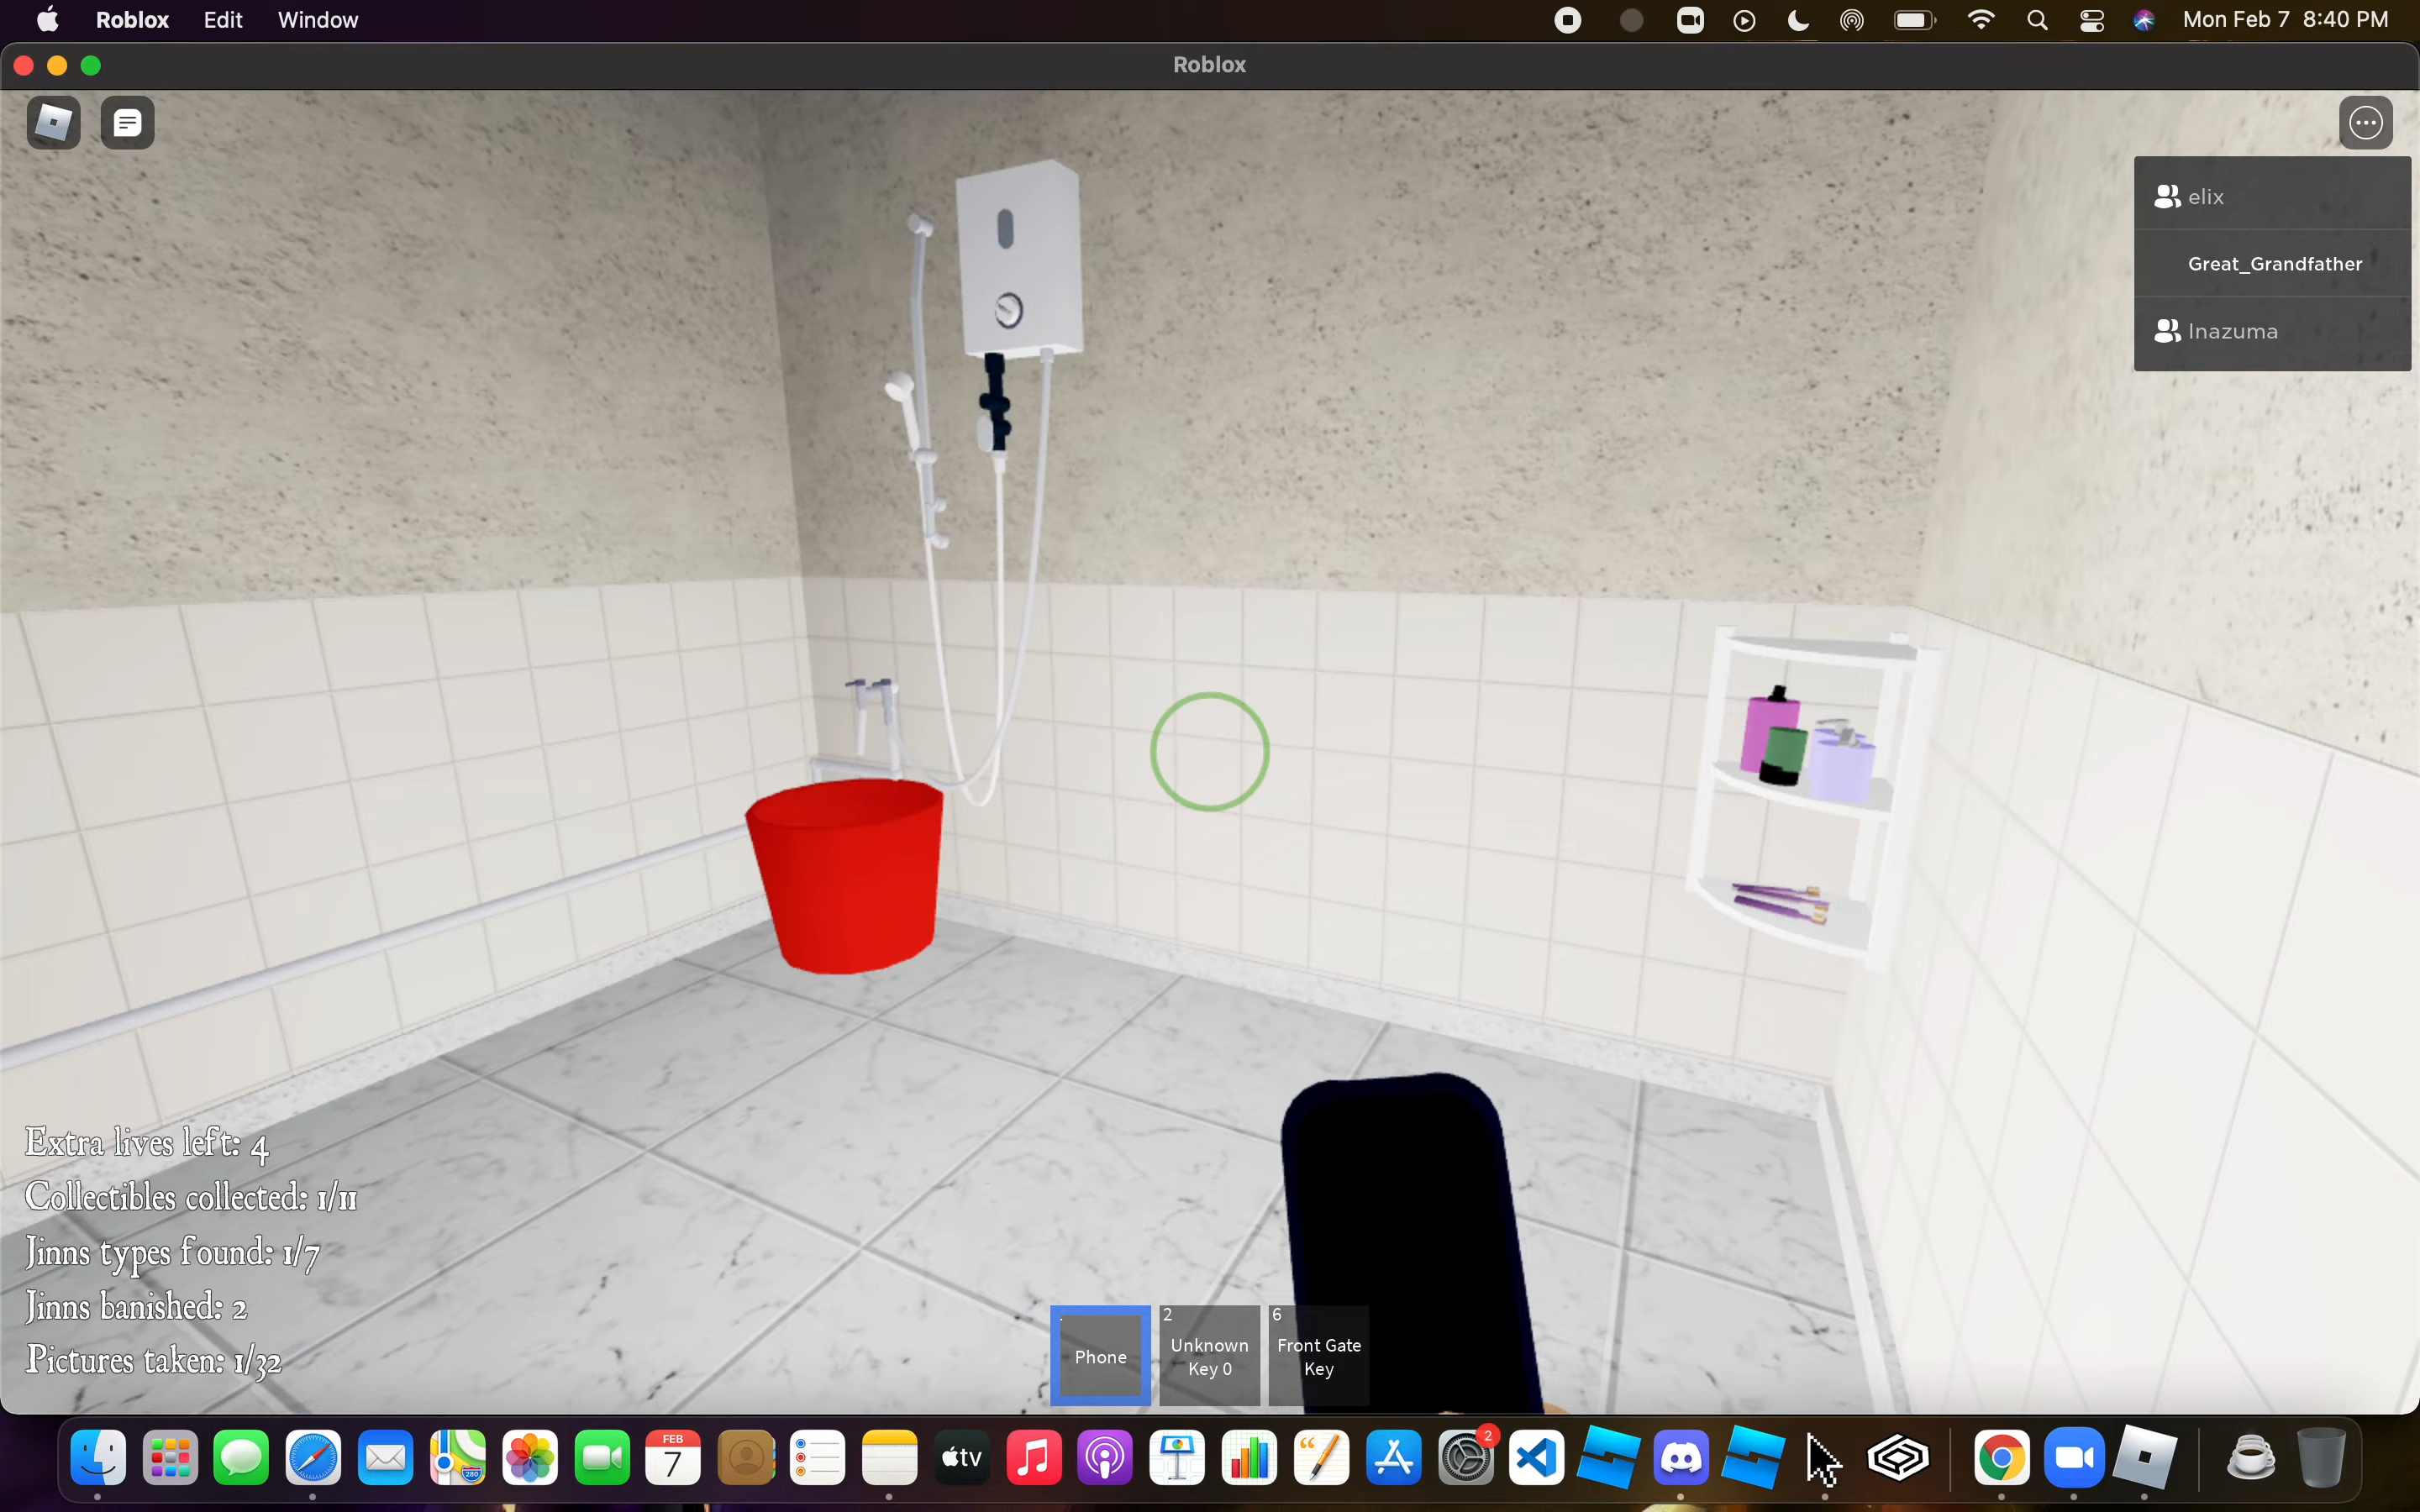 Roblox Edit Window
Mon Feb 7 8:40 PM
Roblox
elix
Great_Grandfather
Inazuma
Extra lives left: 4
Collectibles collected: 1/11
Jinns types found: 1/7
Jinns banished: 2
Pictures taken: 1/32
Phone
2
Unknown
Key 0
6
Front Gate
Key
280
FEB
7
tv
2